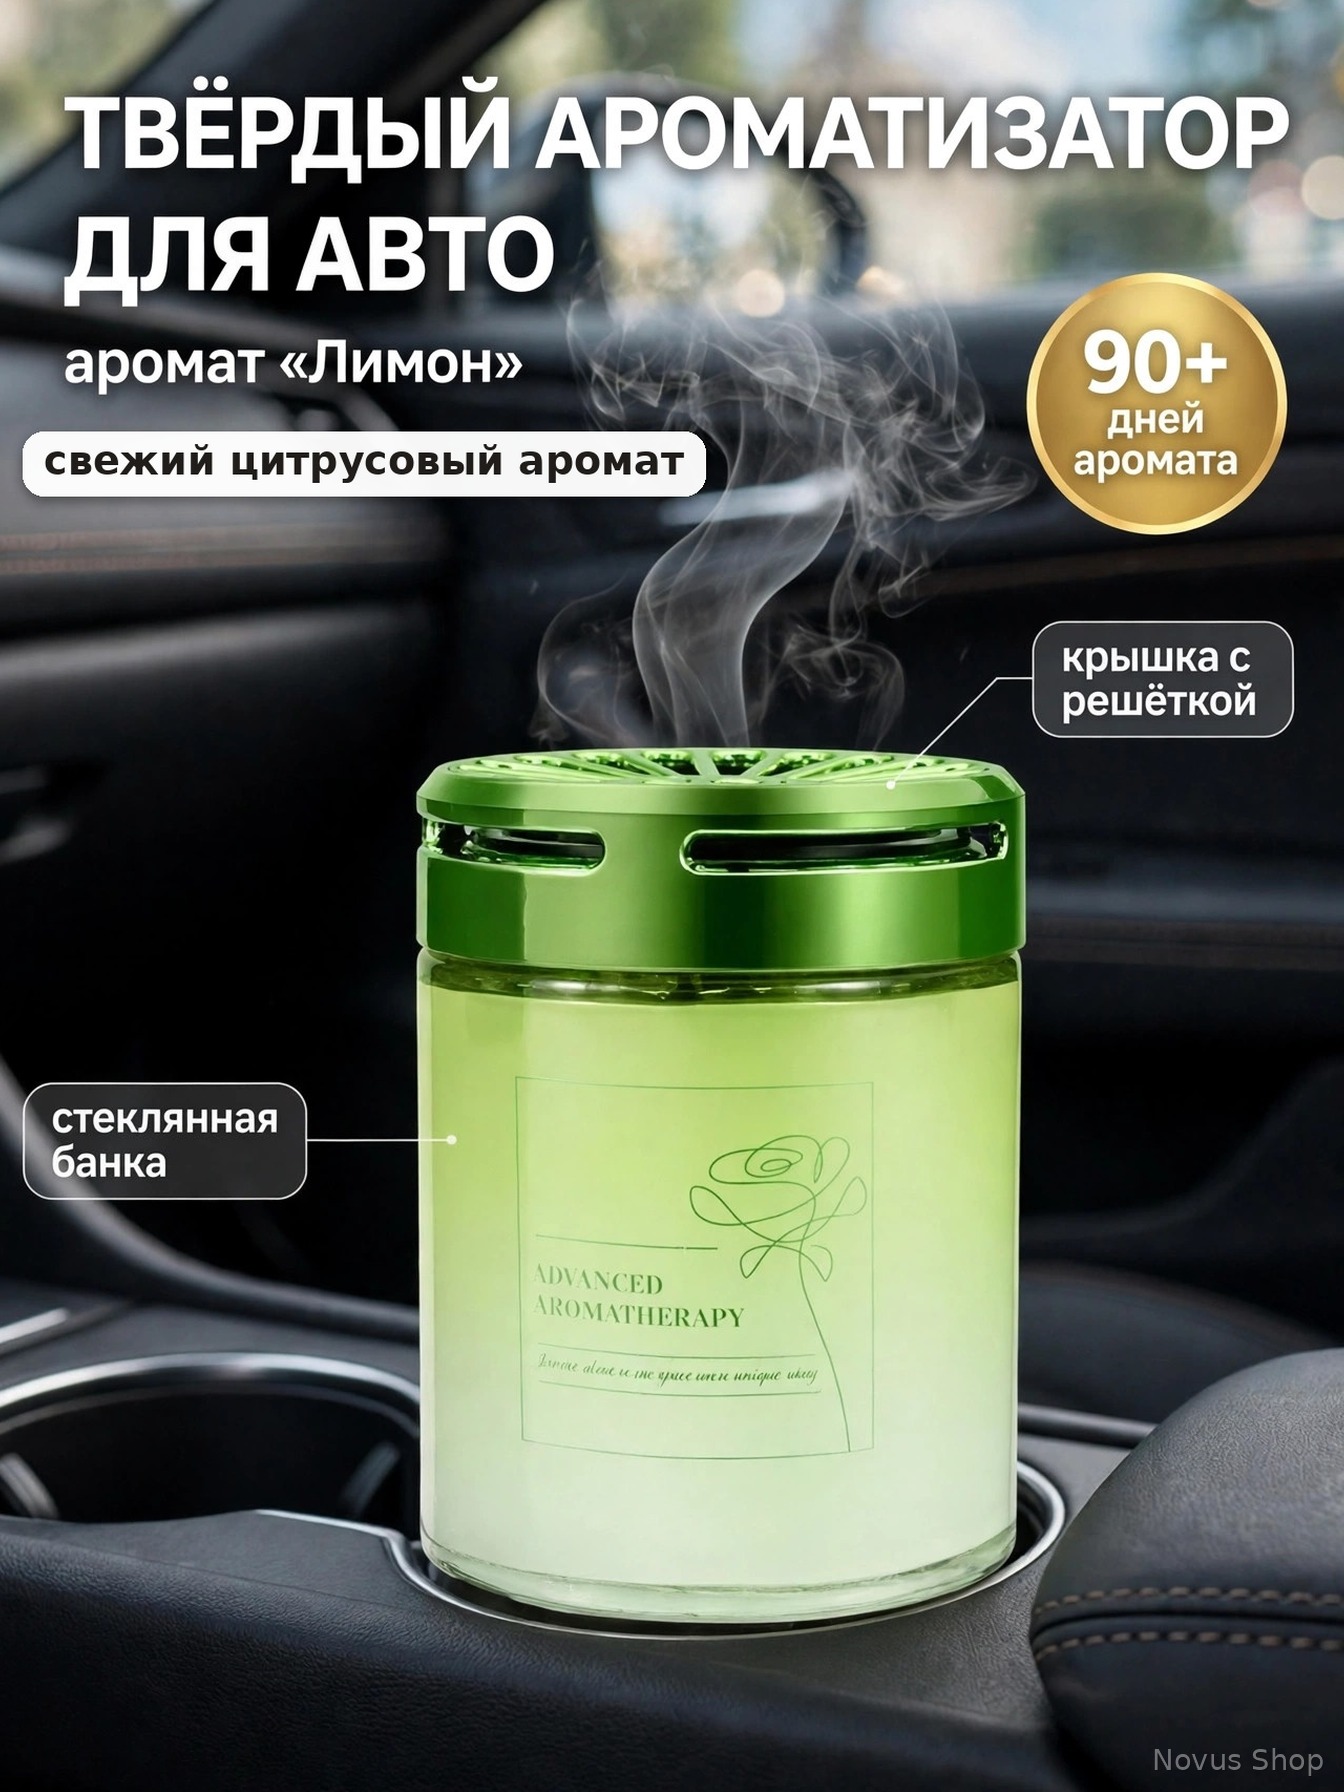 ТВЁРДЫЙ АРОМАТИЗАТОР
ДЛЯ АВТО
аромат «Лимон»
свежий цитрусовый аромат
90+
дней
аромата
крышка с
решёткой
стеклянная
банка
ADVANCED
AROMATHERAPY
unique
Novus Shop